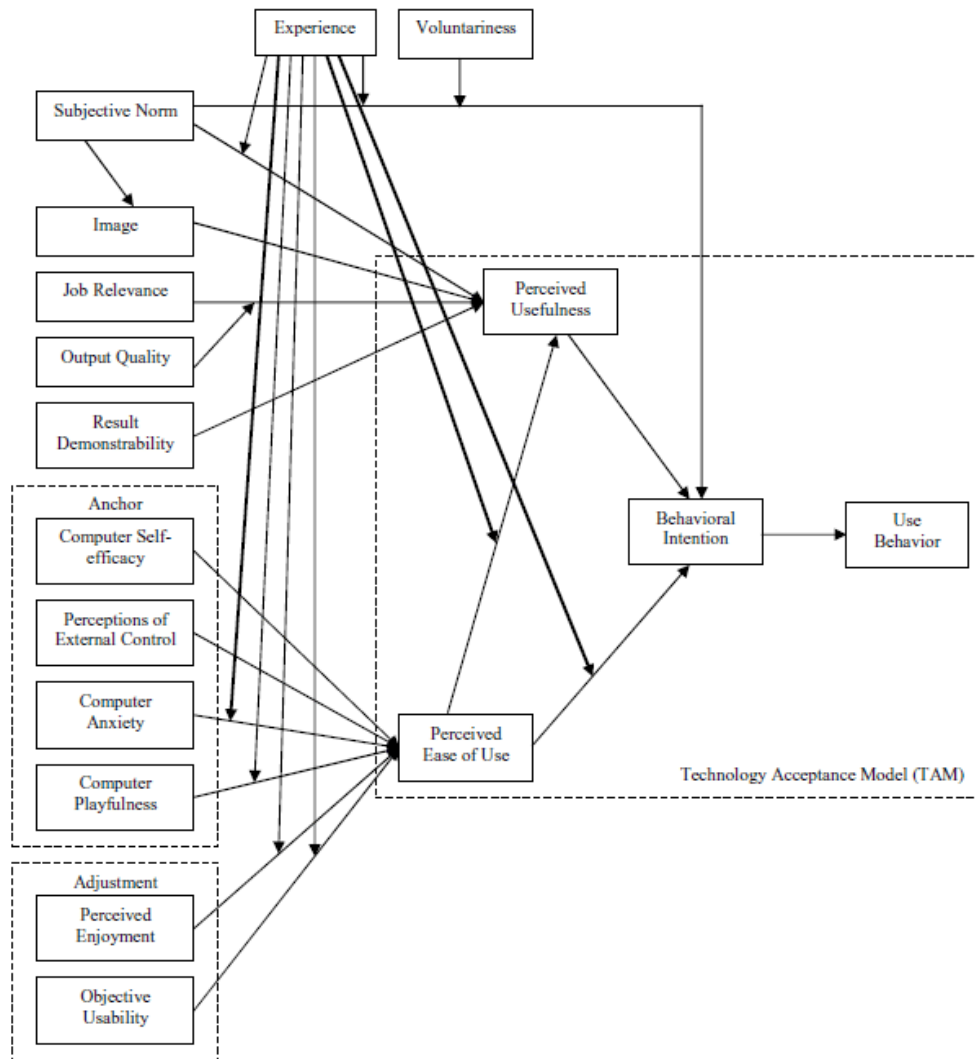 Experience
Voluntariness
Subjective Norm
Image
Job Relevance
Perceived
Usefulness
Output Quality
Result
Demonstrability
Anchor
Computer Self-
efficacy
Behavioral
Intention
Use
Behavior
Perceptions of
External Control
Computer
Anxiety
Perceived
Ease of Use
Computer
Playfulness
Technology Acceptance Model (TAM)
Adjustment
Perceived
Enjoyment
Objective
Usability